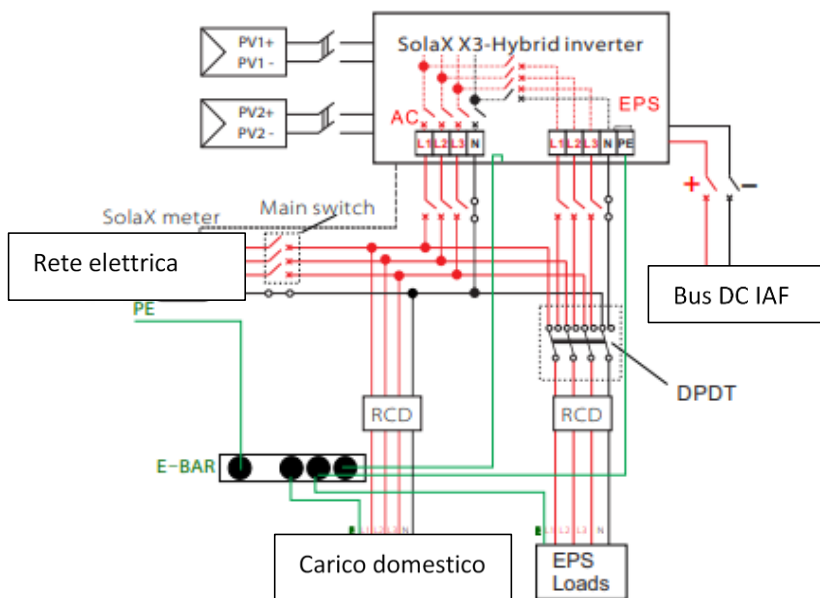 PV1+
PV1 -
PV2+
PV2 -
SolaX X3-Hybrid inverter
AC
EPS
L1 L2 L3 N
L1 L2 L3 N PE
+ −
SolaX meter
Main switch
Rete elettrica
Bus DC IAF
PE
DPDT
RCD
RCD
E-BAR
E L1 L2 L3 N
E L1 L2 L3 N
Carico domestico
EPS
Loads